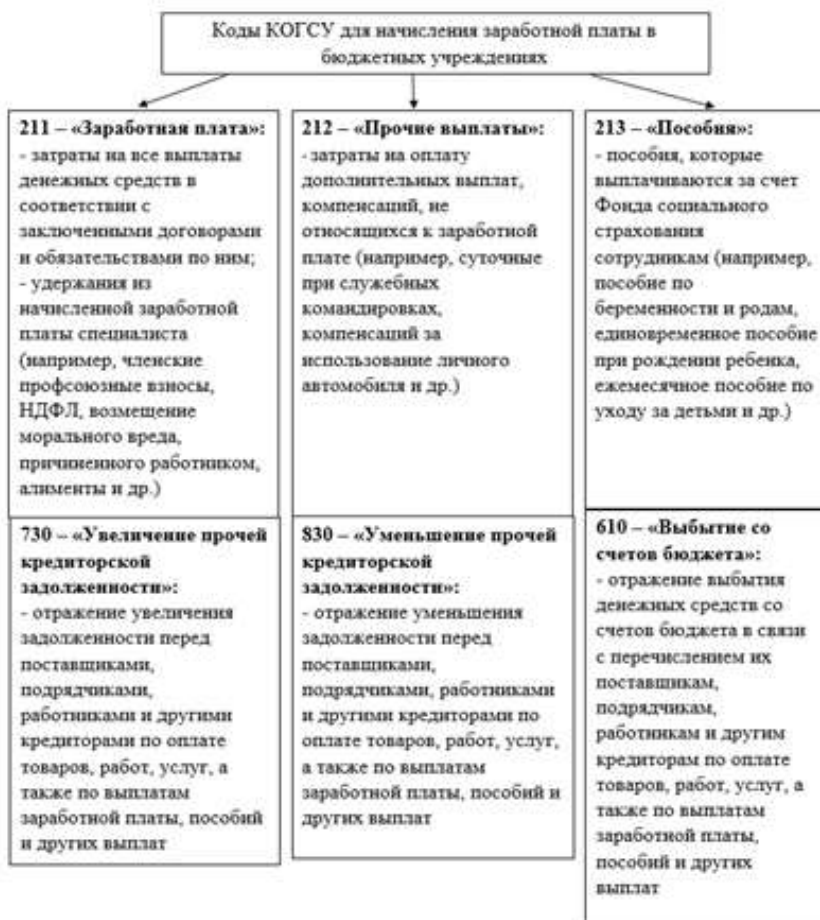 Коды КОГСУ для начисления заработной платы в
бюджетных учреждениях
211 – «Заработная плата»:
- затраты на все выплаты
денежных средств в
соответствии с
заключенными договорами
и обязательствами по ним;
- удержания из
начисленной заработной
платы специалиста
(например, членские
профсоюзные взносы,
НДФЛ, возмещение
морального вреда,
причиненного работником,
алименты и др.)
212 – «Прочие выплаты»:
- затраты на оплату
дополнительных выплат,
компенсаций, не
относящихся к заработной
плате (например, суточные
при служебных
командировках,
компенсаций за
использование личного
автомобиля и др.)
213 – «Пособия»:
- пособия, которые
выплачиваются за счет
Фонда социального
страхования
сотрудникам (например,
пособие по
беременности и родам,
единовременное пособие
при рождении ребенка,
ежемесячное пособие по
уходу за детьми и др.)
730 – «Увеличение прочей
кредиторской
задолженности»:
- отражение увеличения
задолженности перед
поставщиками,
подрядчиками,
работниками и другими
кредиторами по оплате
товаров, работ, услуг, а
также по выплатам
заработной платы, пособий
и других выплат
830 – «Уменьшение прочей
кредиторской
задолженности»:
- отражение уменьшения
задолженности перед
поставщиками,
подрядчиками, работниками
и другими кредиторами по
оплате товаров, работ, услуг,
а также по выплатам
заработной платы, пособий и
других выплат
610 – «Выбытие со
счетов бюджета»:
- отражение выбытия
денежных средств со
счетов бюджета в связи
с перечислением их
поставщикам,
подрядчикам,
работникам и другим
кредиторам по оплате
товаров, работ, услуг, а
также по выплатам
заработной платы,
пособий и других
выплат